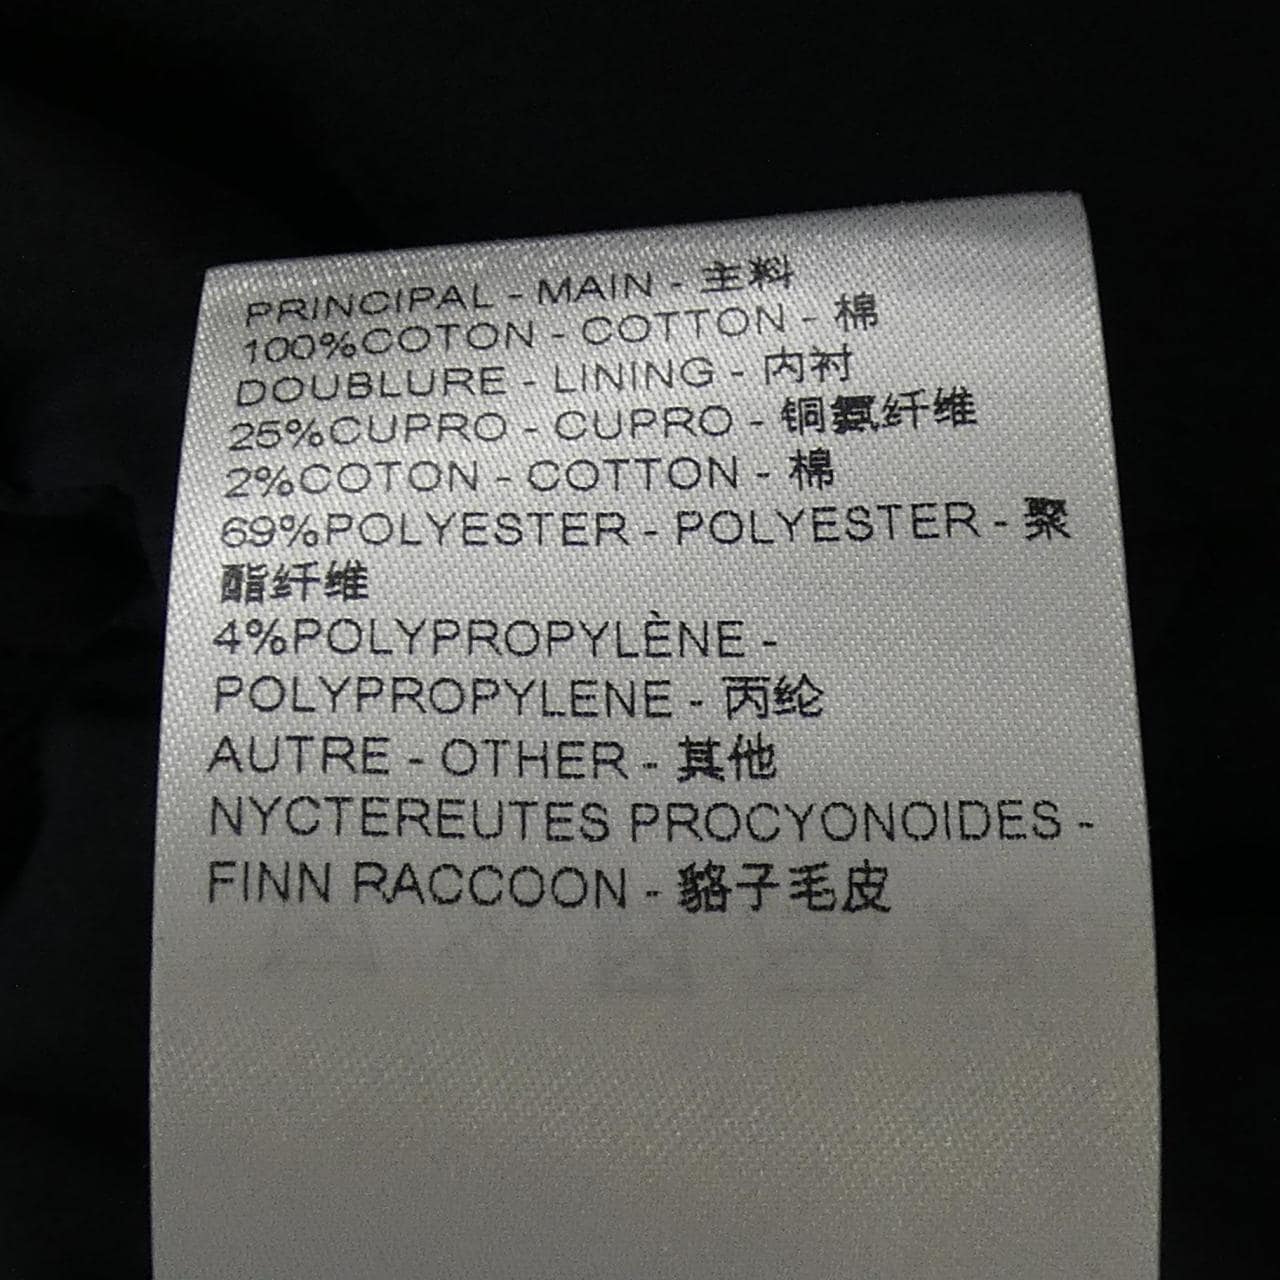 PRINCIPAL - MAIN - 主料
100%COTON - COTTON - 棉
DOUBLURE - LINING - 内衬
25%CUPRO - CUPRO - 铜氨纤维
2%COTON - COTTON - 棉
69%POLYESTER - POLYESTER - 聚
酯纤维
4%POLYPROPYLÈNE -
POLYPROPYLENE - 丙纶
AUTRE - OTHER - 其他
NYCTEREUTES PROCYONOIDES -
FINN RACCOON - 貉子毛皮